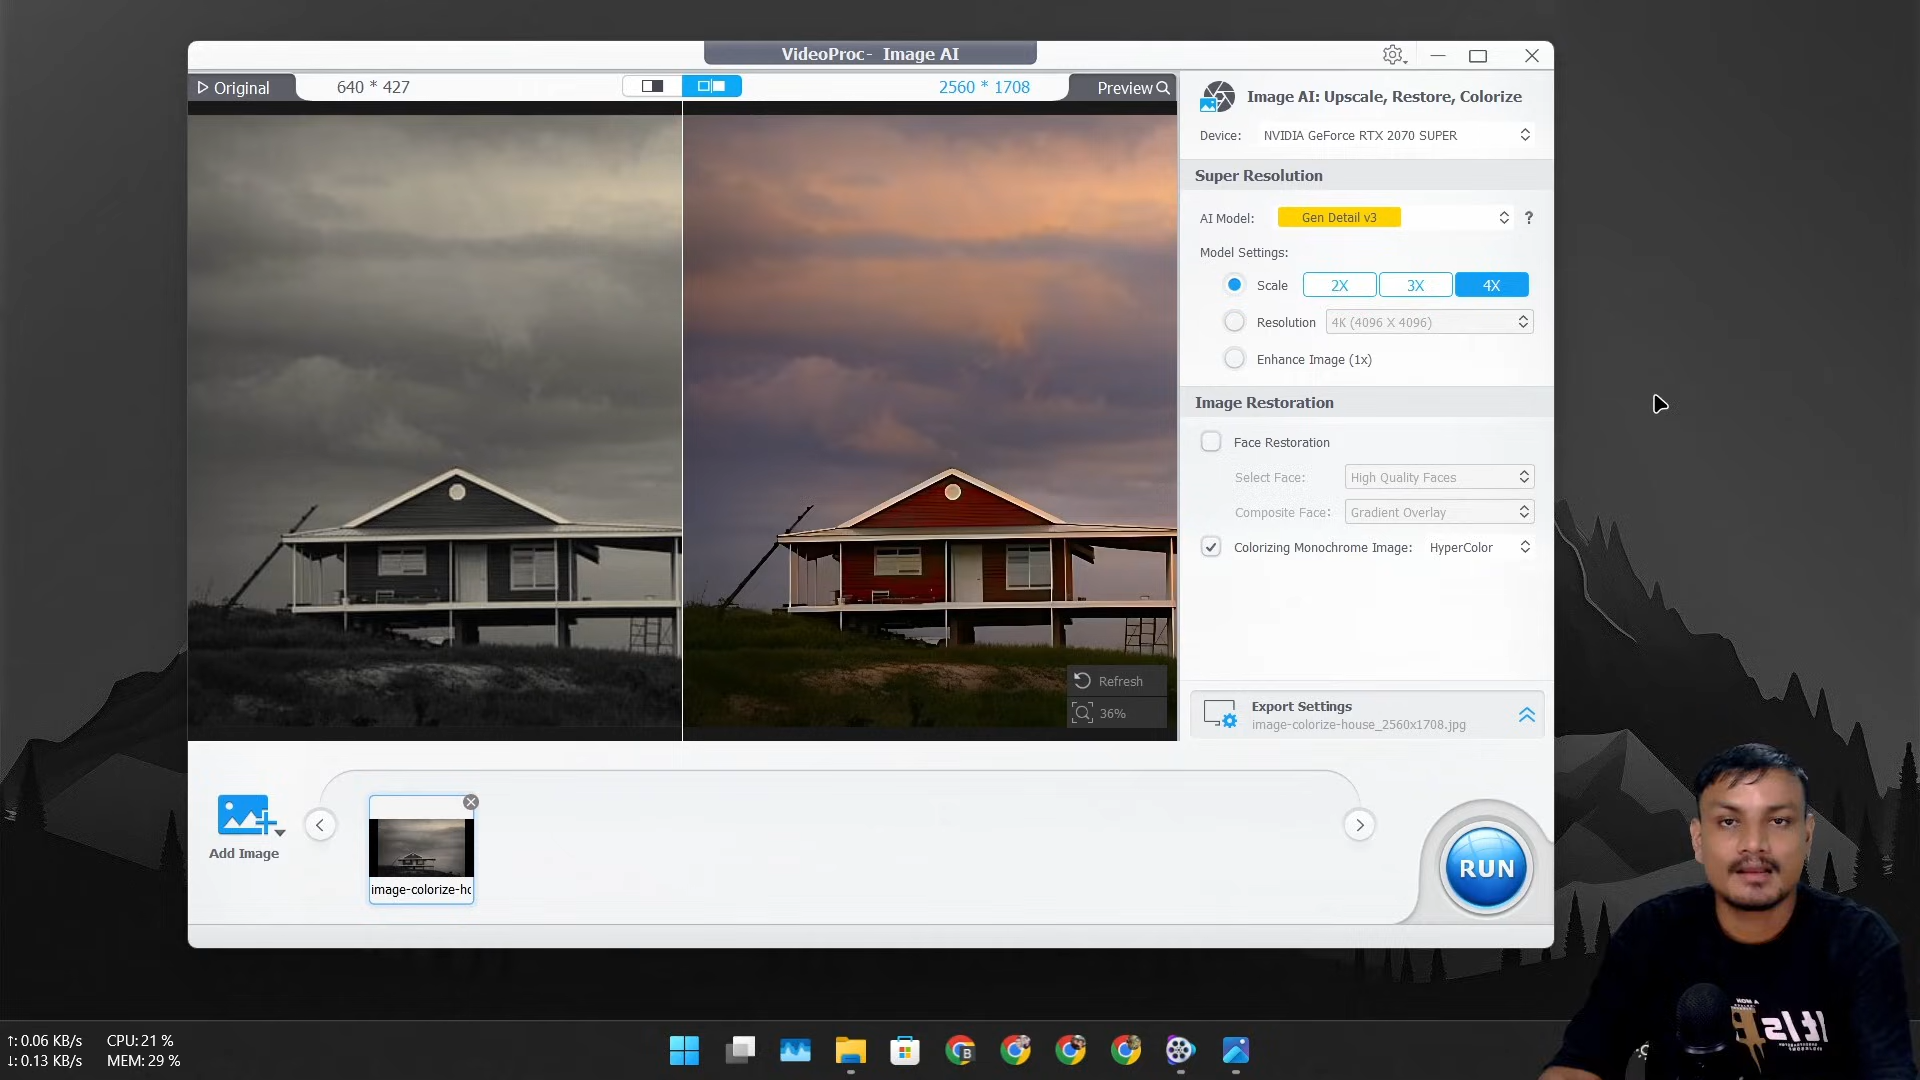 VideoProc- Image AI
Original
640 * 427
2560 * 1708
Preview
Image AI: Upscale, Restore, Colorize
Device: NVIDIA GeForce RTX 2070 SUPER
Super Resolution
AI Model: Gen Detail v3 ?
Model Settings:
Scale 2X 3X 4X
Resolution 4K (4096 X 4096)
Enhance Image (1x)
Image Restoration
Face Restoration
Select Face: High Quality Faces
Composite Face: Gradient Overlay
Colorizing Monochrome Image: HyperColor
Refresh
36%
Export Settings
image-colorize-house_2560x1708.jpg
Add Image
image-colorize-ho
RUN
↑: 0.06 KB/s CPU: 21 %
↓: 0.13 KB/s MEM: 29 %
B